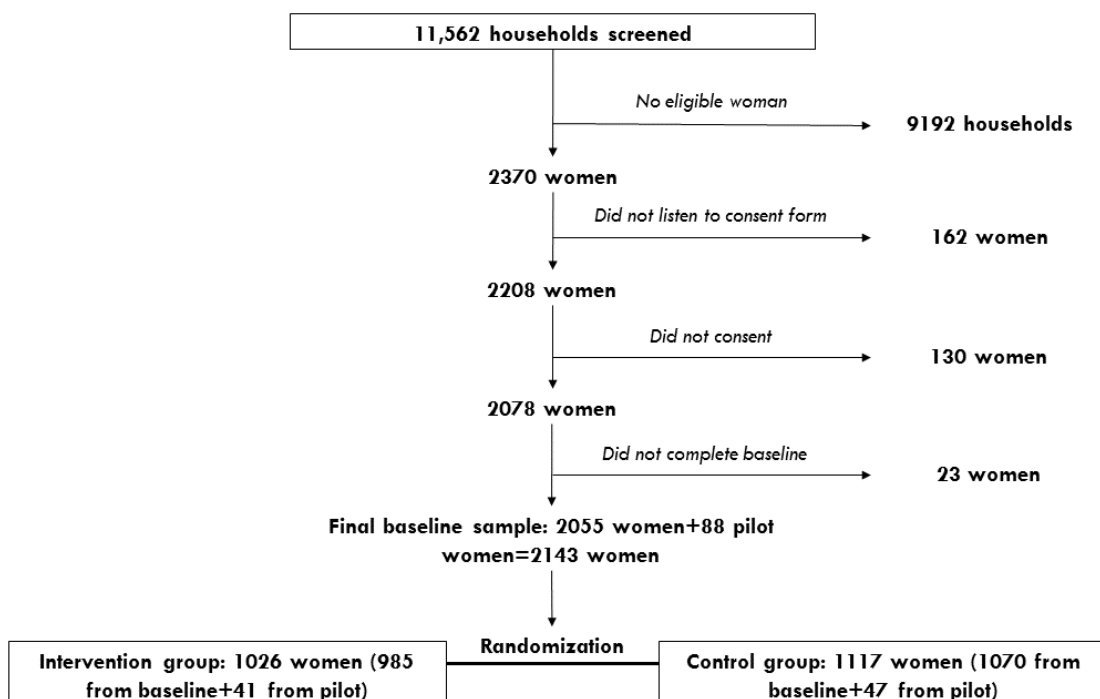 11,562 households screened
No eligible woman
9192 households
2370 women
Did not listen to consent form
162 women
2208 women
Did not consent
130 women
2078 women
Did not complete baseline
23 women
Final baseline sample: 2055 women+88 pilot
women=2143 women
Randomization
Intervention group: 1026 women (985
from baseline+41 from pilot)
Control group: 1117 women (1070 from
baseline+47 from pilot)